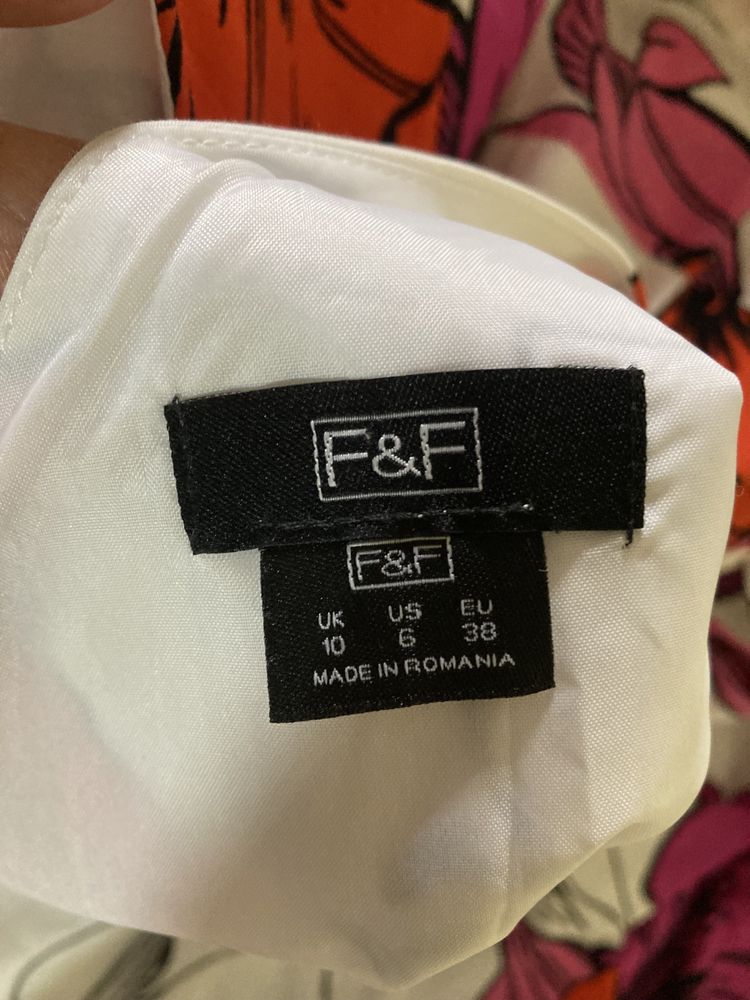 F&F
F&F
UK US EU
10 6 38
MADE IN ROMANIA